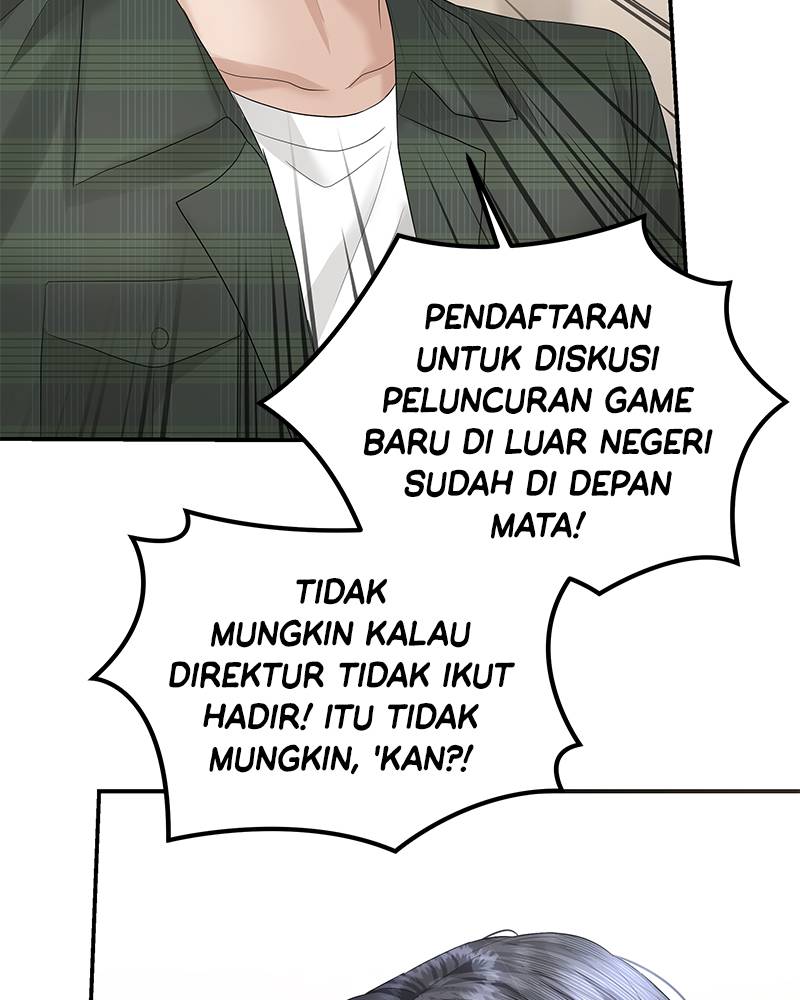 PENDAFTARAN
UNTUK DISKUSI
PELUNCURAN GAME
BARU DI LUAR NEGERI
SUDAH DI DEPAN
MATA!
TIDAK
MUNGKIN KALAU
DIREKTUR TIDAK IKUT
HADIR! ITU TIDAK
MUNGKIN, 'KAN?!